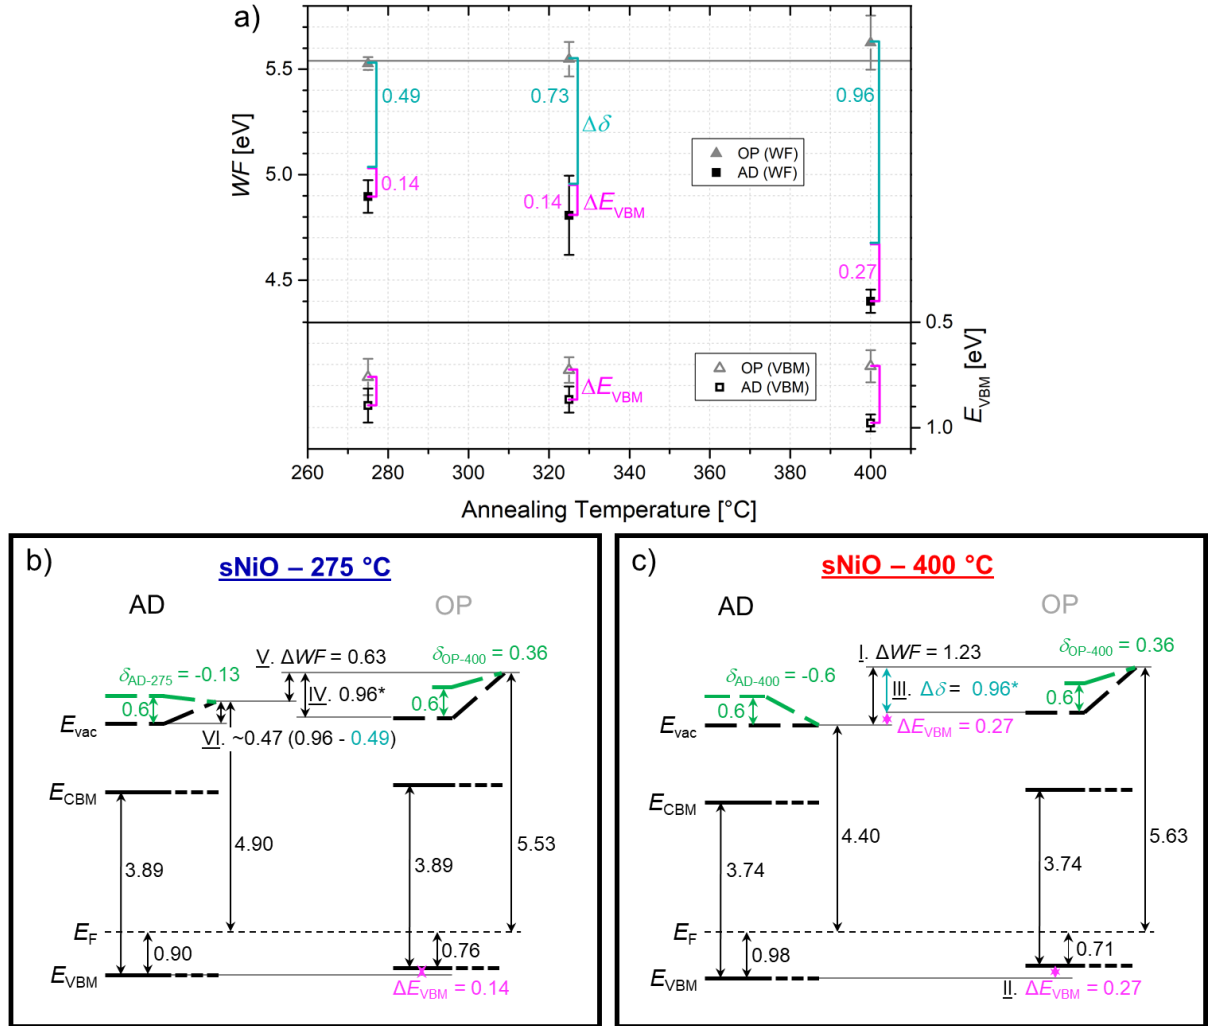 a)
WF [eV]
5.5
5.0
4.5
0.49
0.73
0.96
Δδ
OP (WF)
AD (WF)
0.14
0.14
ΔE_VBM
0.27
0.5
OP (VBM)
AD (VBM)
ΔE_VBM
1.0
E_VBM [eV]
260 280 300 320 340 360 380 400
Annealing Temperature [°C]
b)
sNiO – 275 °C
AD OP
V. ΔWF = 0.63
δOP-400 = 0.36
δAD-275 = -0.13
IV. 0.96*
0.6
0.6
E_vac
VI. ~0.47 (0.96 - 0.49)
E_CBM
4.90
5.53
3.89
3.89
E_F
0.90
0.76
E_VBM
ΔE_VBM = 0.14
c)
sNiO – 400 °C
AD OP
I. ΔWF = 1.23
δOP-400 = 0.36
δAD-400 = -0.6
III. Δδ = 0.96*
0.6
0.6
E_vac
ΔE_VBM = 0.27
E_CBM
4.40
5.63
3.74
3.74
E_F
0.98
0.71
E_VBM
II. ΔE_VBM = 0.27